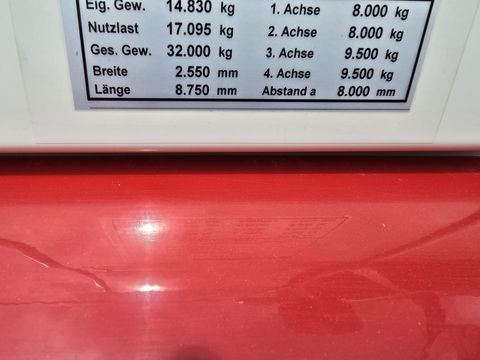 Eig. Gew. 14.830 kg 1. Achse 8.000 kg
Nutzlast 17.095 kg 2. Achse 8.000 kg
Ges. Gew. 32.000 kg 3. Achse 9.500 kg
Breite 2.550 mm 4. Achse 9.500 kg
Länge 8.750 mm Abstand a 8.000 mm